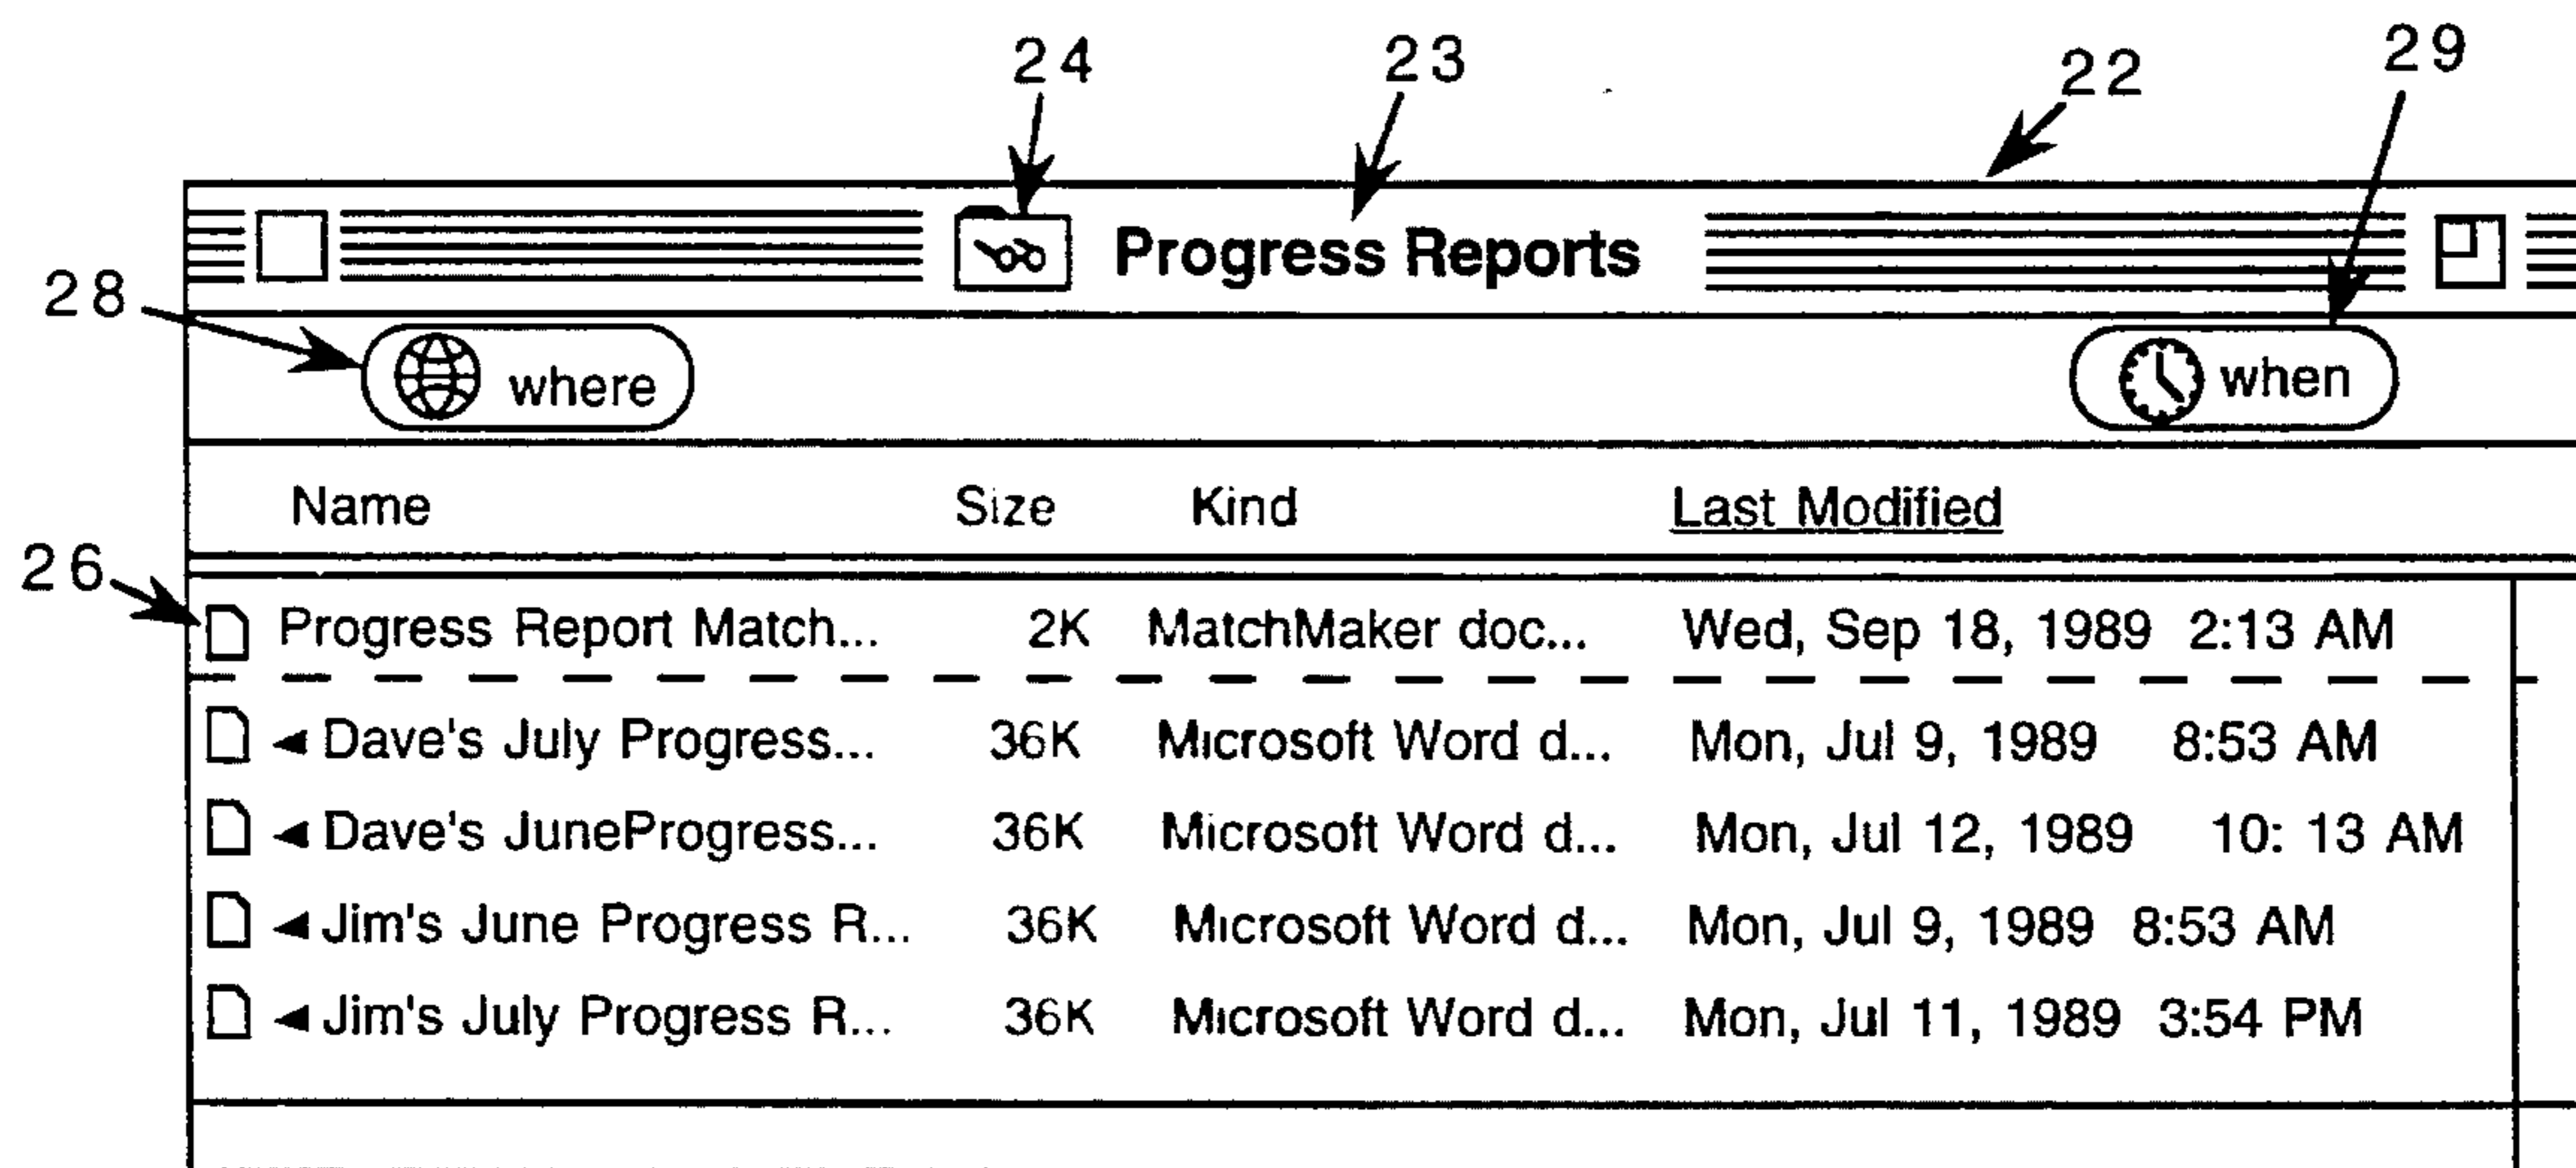 24 23 22 29
Progress Reports
28
where when
Name Size Kind Last Modified
26
Progress Report Match... 2K MatchMaker doc... Wed, Sep 18, 1989 2:13 AM
Dave's July Progress... 36K Microsoft Word d... Mon, Jul 9, 1989 8:53 AM
Dave's JuneProgress... 36K Microsoft Word d... Mon, Jul 12, 1989 10: 13 AM
Jim's June Progress R... 36K Microsoft Word d... Mon, Jul 9, 1989 8:53 AM
Jim's July Progress R... 36K Microsoft Word d... Mon, Jul 11, 1989 3:54 PM